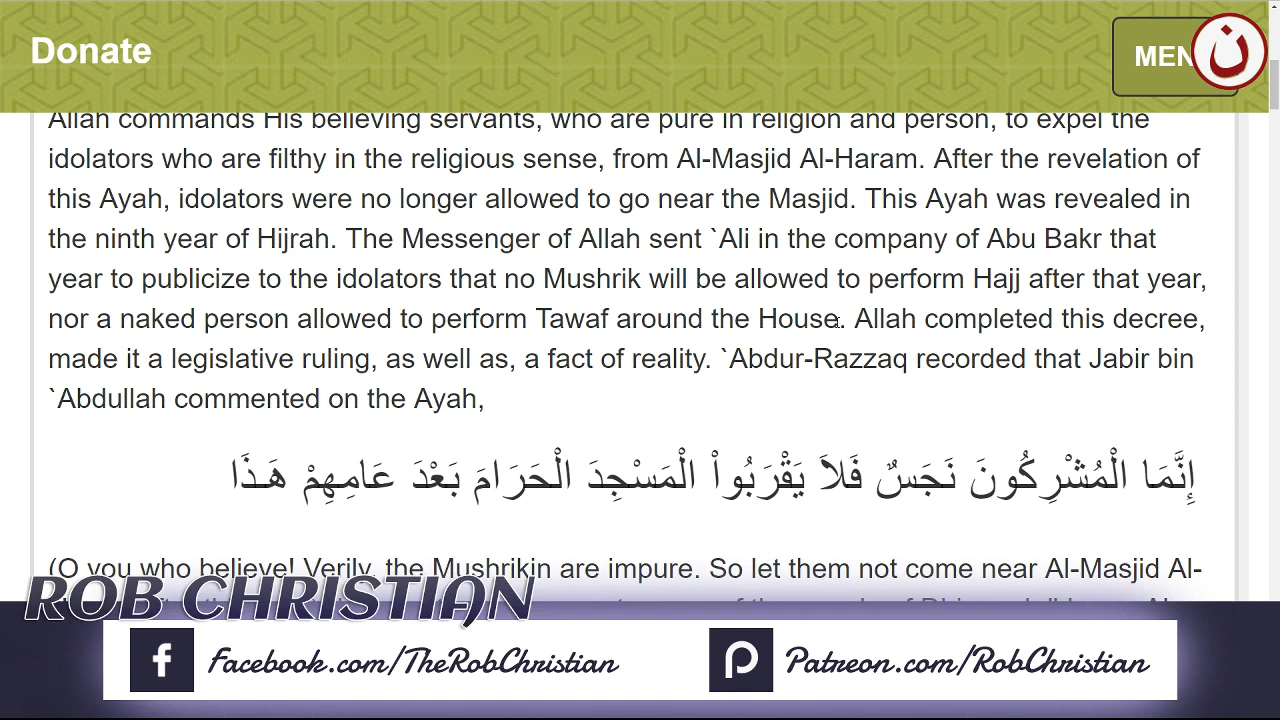 Donate
MEN
ن
Allah commands His believing servants, who are pure in religion and person, to expel the
idolators who are filthy in the religious sense, from Al-Masjid Al-Haram. After the revelation of
this Ayah, idolators were no longer allowed to go near the Masjid. This Ayah was revealed in
the ninth year of Hijrah. The Messenger of Allah sent `Ali in the company of Abu Bakr that
year to publicize to the idolators that no Mushrik will be allowed to perform Hajj after that year,
nor a naked person allowed to perform Tawaf around the House. Allah completed this decree,
made it a legislative ruling, as well as, a fact of reality. `Abdur-Razzaq recorded that Jabir bin
`Abdullah commented on the Ayah,
إِنَّمَا الْمُشْرِكُونَ نَجَسٌ فَلاَ يَقْرَبُواْ الْمَسْجِدَ الْحَرَامَ بَعْدَ عَامِهِمْ هَـذَا
(O you who believe! Verily, the Mushrikin are impure. So let them not come near Al-Masjid Al-
ROB CHRISTIAN
f Facebook.com/TheRobChristian
Patreon.com/RobChristian